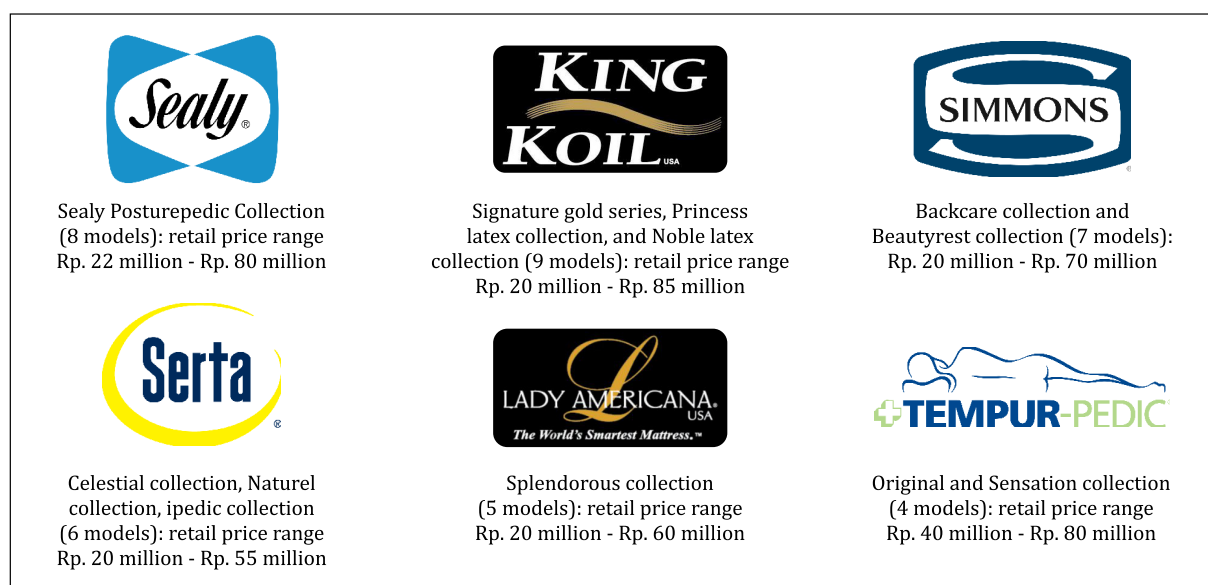 Sealy®
Sealy Posturepedic Collection
(8 models): retail price range
Rp. 22 million - Rp. 80 million
KING
KOIL USA
Signature gold series, Princess
latex collection, and Noble latex
collection (9 models): retail price range
Rp. 20 million - Rp. 85 million
SIMMONS
®
Backcare collection and
Beautyrest collection (7 models):
Rp. 20 million - Rp. 70 million
Serta
®
Celestial collection, Naturel
collection, ipedic collection
(6 models): retail price range
Rp. 20 million - Rp. 55 million
L
LADY AMERICANA®
USA
The World's Smartest Mattress.™
Splendorous collection
(5 models): retail price range
Rp. 20 million - Rp. 60 million
TEMPUR-PEDIC
Original and Sensation collection
(4 models): retail price range
Rp. 40 million - Rp. 80 million